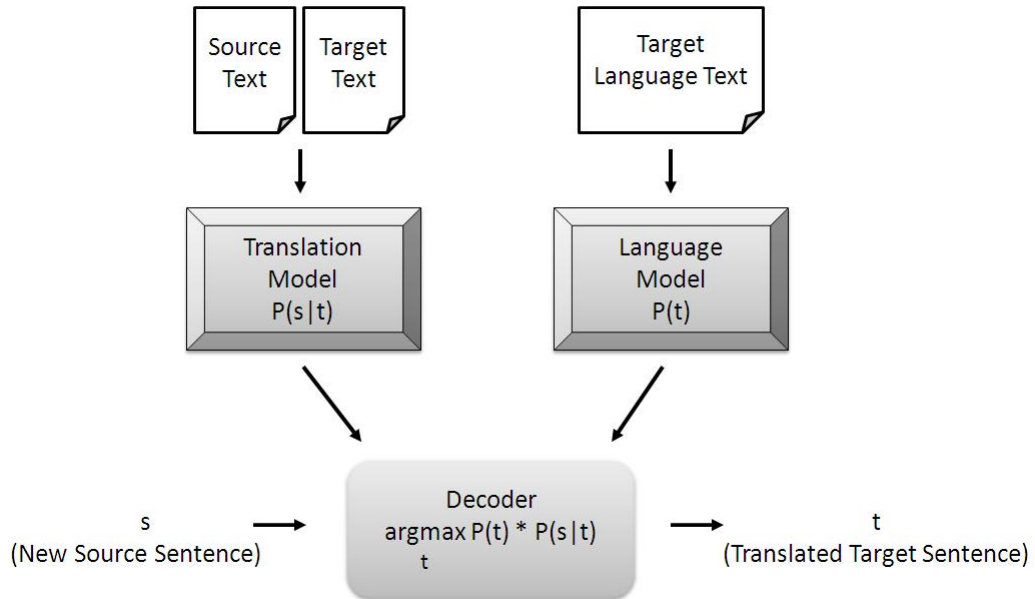 Source
Text
Target
Text
Target
Language Text
Translation
Model
P(s|t)
Language
Model
P(t)
Decoder
argmax P(t) * P(s|t)
t
s
(New Source Sentence)
t
(Translated Target Sentence)